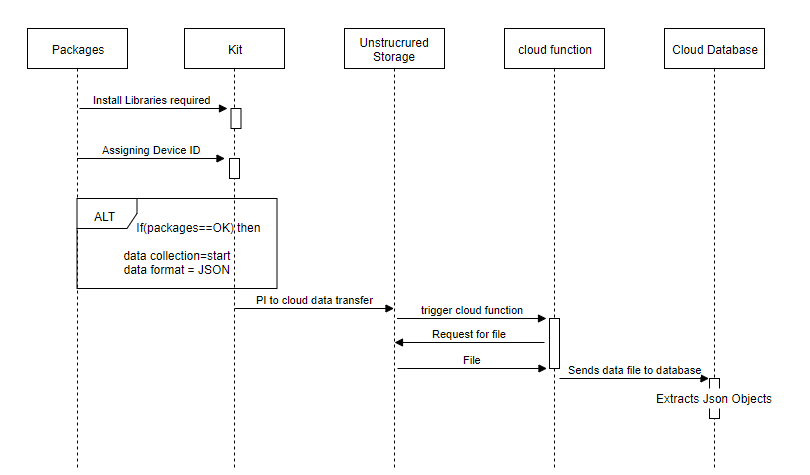 Packages
Kit
Unstrucrured
Storage
cloud function
Cloud Database
Install Libraries required
Assigning Device ID
ALT
If(packages==OK) then
data collection=start
data format = JSON
PI to cloud data transfer
trigger cloud function
Request for file
File
Sends data file to database
Extracts Json Objects